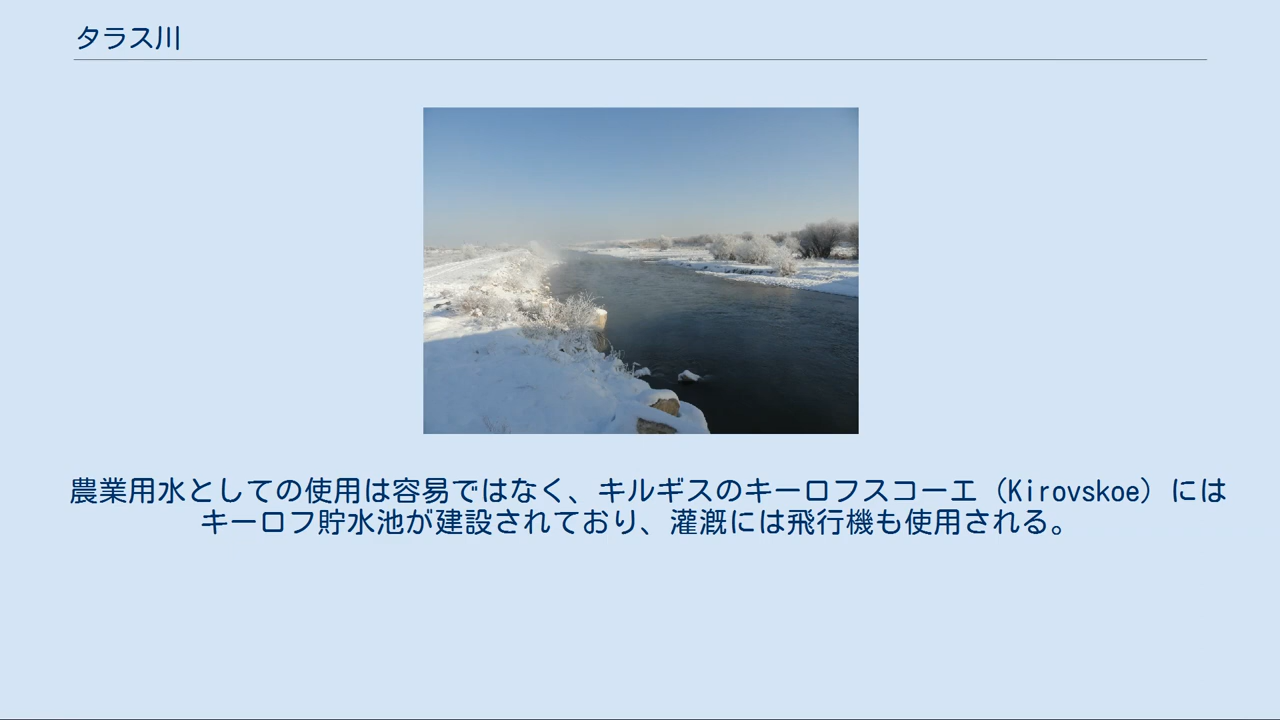 タラス川
農業用水としての使用は容易ではなく、キルギスのキーロフスコーエ（Kirovskoe）には
キーロフ貯水池が建設されており、灌漑には飛行機も使用される。